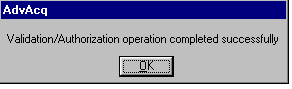 AdvAcq
Validation/Authorization operation completed successfully
OK